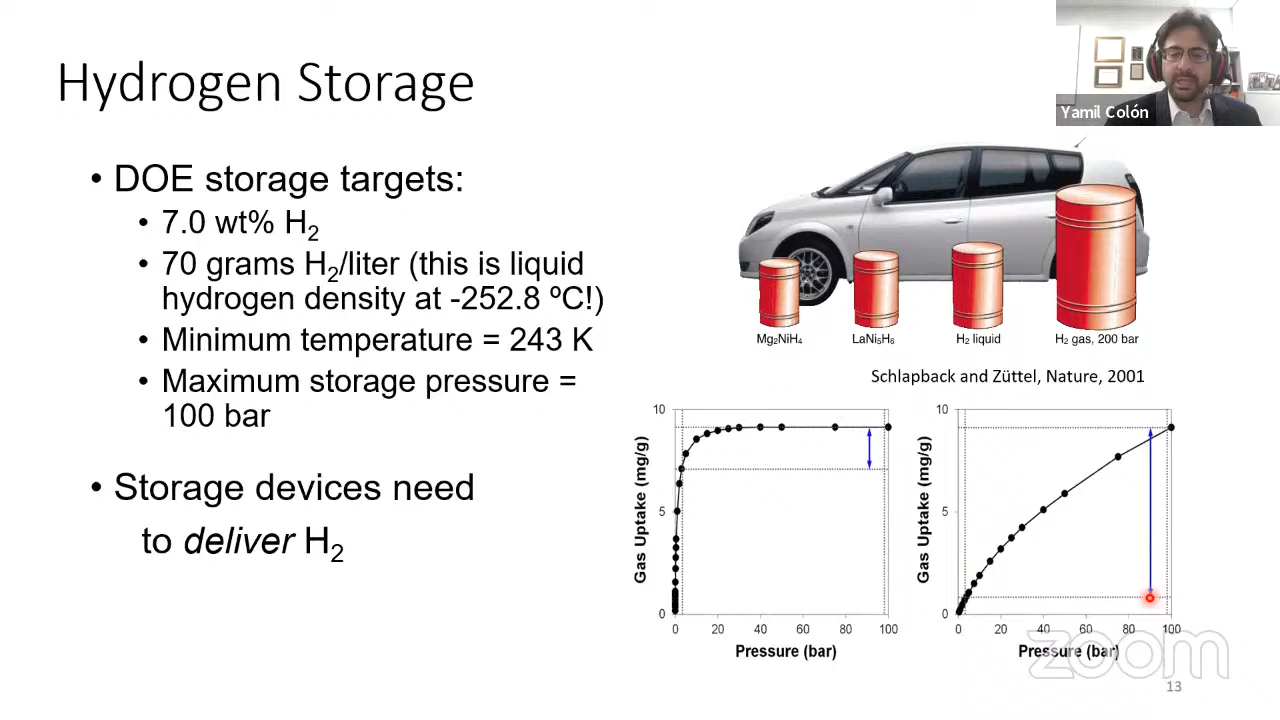 Hydrogen Storage
Yamil Colón
• DOE storage targets:
• 7.0 wt% H₂
• 70 grams H₂/liter (this is liquid
hydrogen density at -252.8 ºC!)
• Minimum temperature = 243 K
• Maximum storage pressure =
100 bar
• Storage devices need
to deliver H₂
Mg₂NiH₄
LaNi₅H₆
H₂ liquid
H₂ gas, 200 bar
Schlapback and Züttel, Nature, 2001
10
5
0
Gas Uptake (mg/g)
0 20 40 60 80 100
Pressure (bar)
10
5
0
Gas Uptake (mg/g)
0 20 40 60 80 100
Pressure (bar)
zoom
13